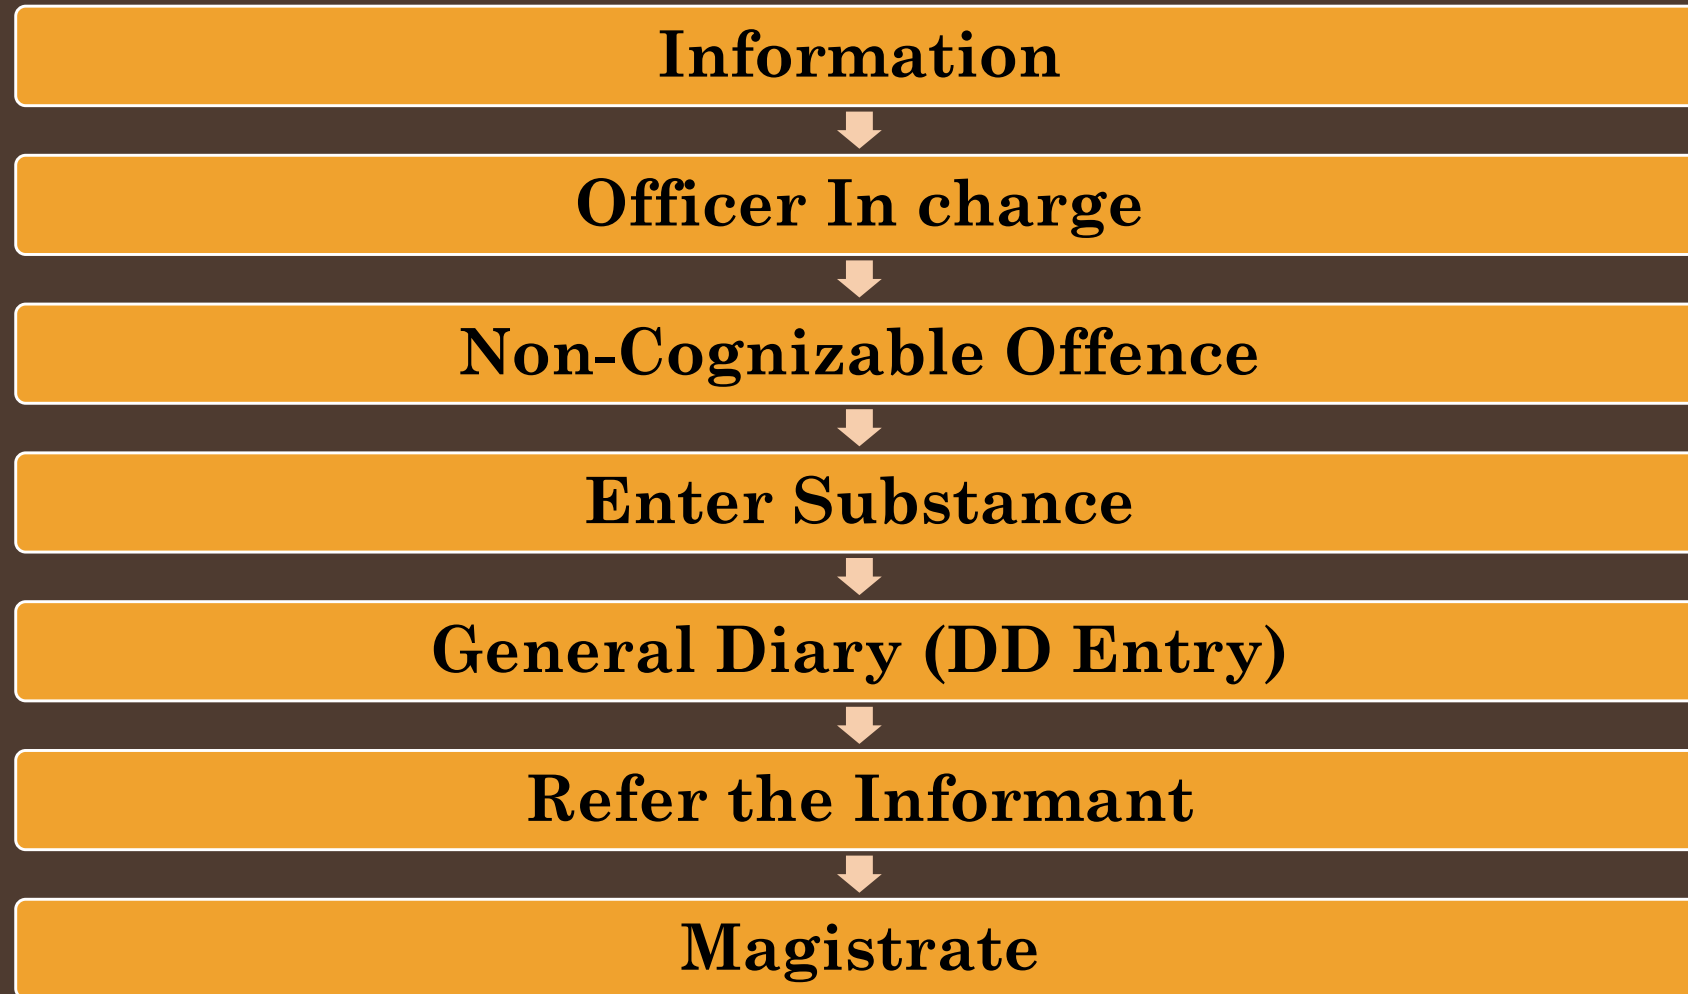 Information
Officer In charge
Non-Cognizable Offence
Enter Substance
General Diary (DD Entry)
Refer the Informant
Magistrate